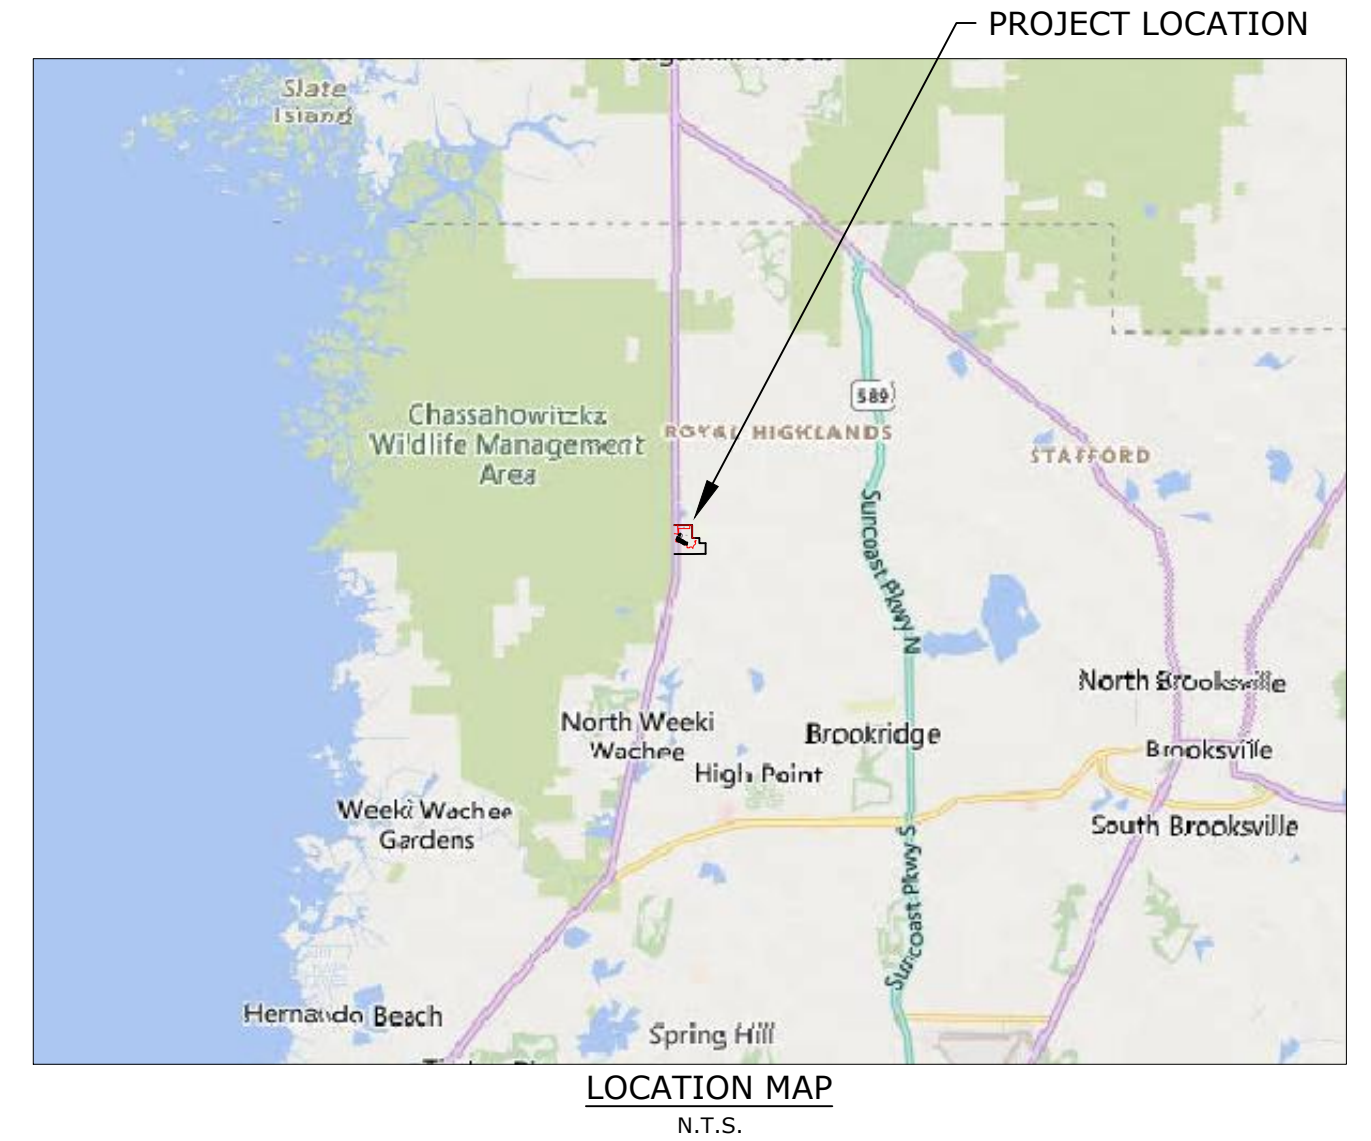 PROJECT LOCATION
Slate
Island
Chassahowitzka
Wildlife Management
Area
ROYAL HIGHLANDS
589
STAFFORD
Suncoast Pkwy N
North Weeki
Wachee
High Point
Brookridge
North Brooksville
Brooksville
South Brooksville
Weeki Wachee
Gardens
Suncoast Pkwy S
Hernando Beach
Spring Hill
LOCATION MAP
N.T.S.